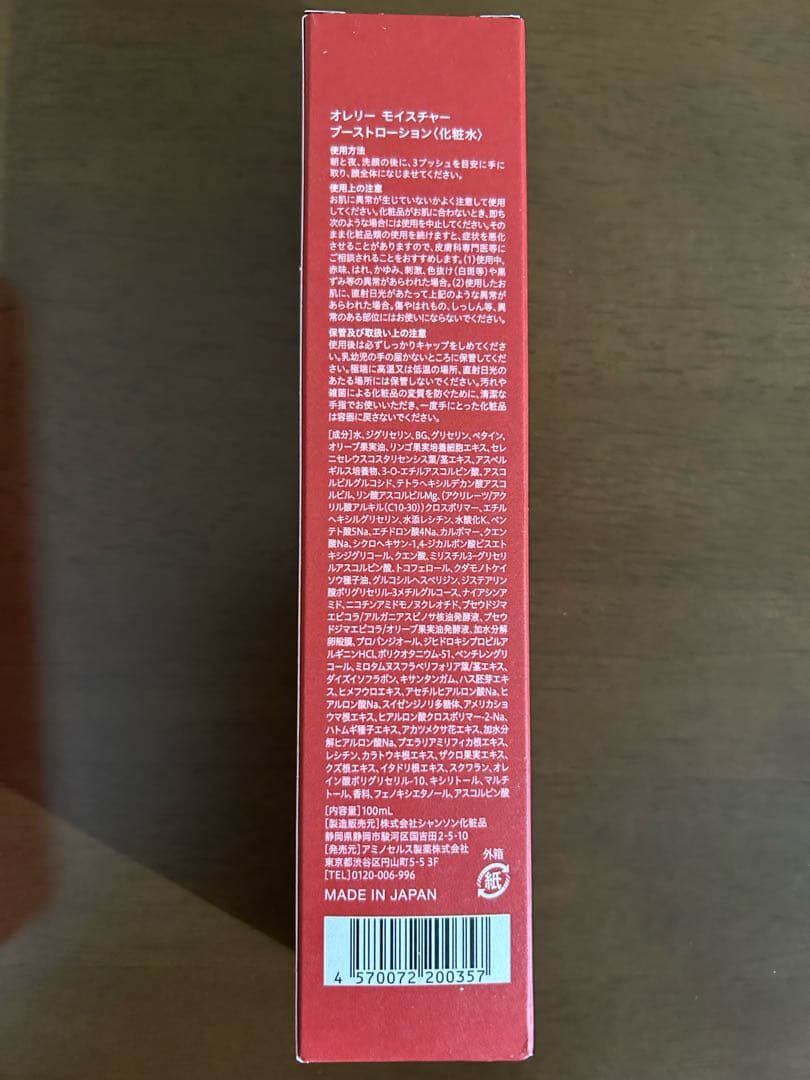 オレリー モイスチャー
ブーストローション〈化粧水〉
使用方法
朝と夜、洗顔の後に、3プッシュを目安に手に
取り、顔全体になじませてください。
使用上の注意
お肌に異常が生じていないかよく注意して使用
してください。化粧品がお肌に合わないとき、即ち
次のような場合には使用を中止してください。その
まま化粧品類の使用を続けますと、症状を悪化
させることがありますので、皮膚科専門医等に
ご相談されることをおすすめします。(1)使用中、
赤味、はれ、かゆみ、刺激、色抜け(白斑等)や黒
ずみ等の異常があらわれた場合。(2)使用したお
肌に、直射日光があたって上記のような異常が
あらわれた場合。傷やはれもの、しっしん等、異
常のある部位にはお使いにならないでください。
保管及び取扱い上の注意
使用後は必ずしっかりキャップをしめてくださ
い。乳幼児の手の届かないところに保管してくだ
さい。極端に高温又は低温の場所、直射日光の
あたる場所には保管しないでください。汚れや
雑菌による化粧品の変質を防ぐために、清潔な
手指でお使いいただき、一度手にとった化粧品
は容器に戻さないでください。
[成分]水、ジグリセリン、BG、グリセリン、ベタイン、
オリーブ果実油、リンゴ果実培養細胞エキス、セレ
ニセレウスコスタリセンシス葉/茎エキス、アスペル
ギルス培養物、3-O-エチルアスコルビン酸、アスコ
ルビルグルコシド、テトラヘキシルデカン酸アスコ
ルビル、リン酸アスコルビルMg、(アクリレーツ/アク
リル酸アルキル(C10-30))クロスポリマー、エチル
ヘキシルグリセリン、水添レシチン、水酸化K、ペン
テト酸5Na、エチドロン酸4Na、カルボマー、クエン
酸Na、シクロヘキサン-1,4-ジカルボン酸ビスエト
キシジグリコール、クエン酸、ミリスチル3-グリセリ
ルアスコルビン酸、トコフェロール、クダモノトケイ
ソウ種子油、グルコシルヘスペリジン、ジステアリン
酸ポリグリセリル-3メチルグルコース、ナイアシンア
ミド、ニコチンアミドモノヌクレオチド、プセウドジマ
エピコラ/アルガニアスピノサ核油発酵液、プセウ
ドジマエピコラ/オリーブ果実油発酵液、加水分解
卵殻膜、プロパンジオール、ジヒドロキシプロピルア
ルギニンHCl、ポリクオタニウム-51、ペンチレングリ
コール、ミロタムヌスフラベリフォリア葉/茎エキス、
ダイズイソフラボン、キサンタンガム、ハス胚芽エキ
ス、ヒメフウロエキス、アセチルヒアルロン酸Na、ヒ
アルロン酸Na、スイゼンジノリ多糖体、アメリカショ
ウマ根エキス、ヒアルロン酸クロスポリマー-2-Na、
ハトムギ種子エキス、アカツメクサ花エキス、加水分
解ヒアルロン酸Na、プエラリアミリフィカ根エキス、
レシチン、カラトウキ根エキス、ザクロ果実エキス、
クズ根エキス、イタドリ根エキス、スクワラン、オレ
イン酸ポリグリセリル-10、キシリトール、マルチ
トール、香料、フェノキシエタノール、アスコルビン酸
[内容量]100mL
[製造販売元]株式会社シャンソン化粧品
静岡県静岡市駿河区国吉田2-5-10
[発売元]アミノセルス製薬株式会社
東京都渋谷区円山町5-5 3F
[TEL]0120-006-996
MADE IN JAPAN
外箱
紙
4 570072 200357